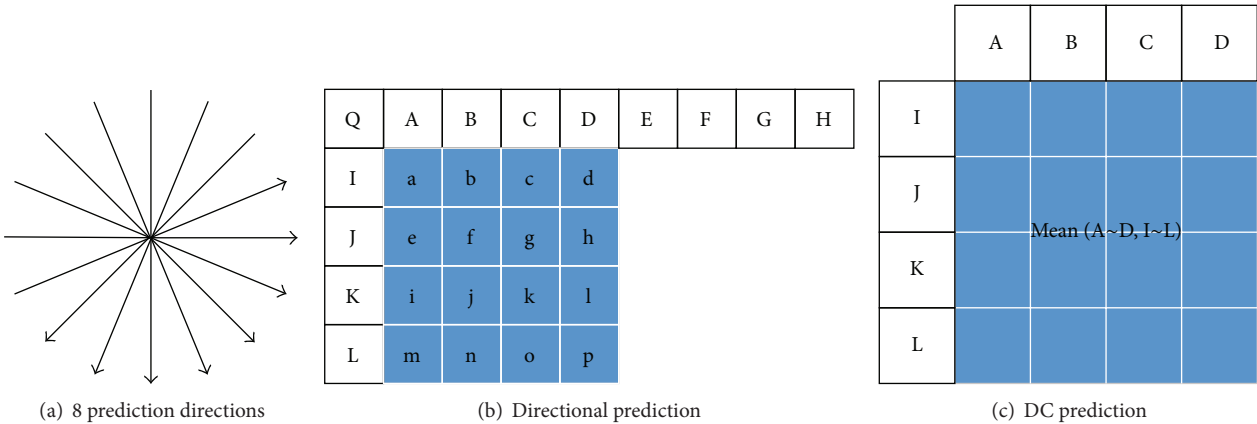 Q A B C D E F G H
I a b c d
J e f g h
K i j k l
L m n o p
A B C D
I
J
Mean (A~D, I~L)
K
L
(a) 8 prediction directions
(b) Directional prediction
(c) DC prediction